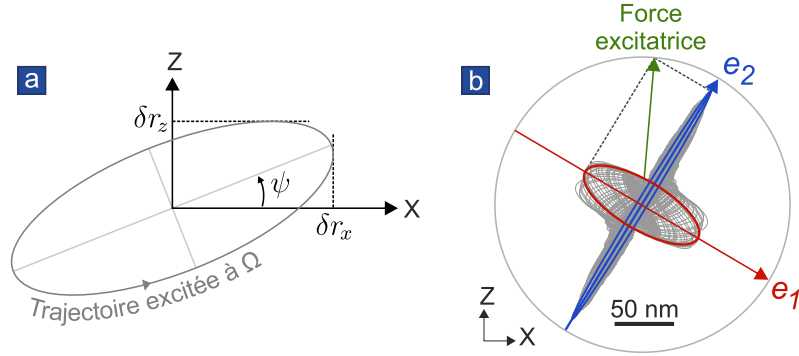 a
Z
δr_z
ψ
X
δr_x
Trajectoire excitée à Ω
b
Force
excitatrice
e_2
e_1
Z
X
50 nm